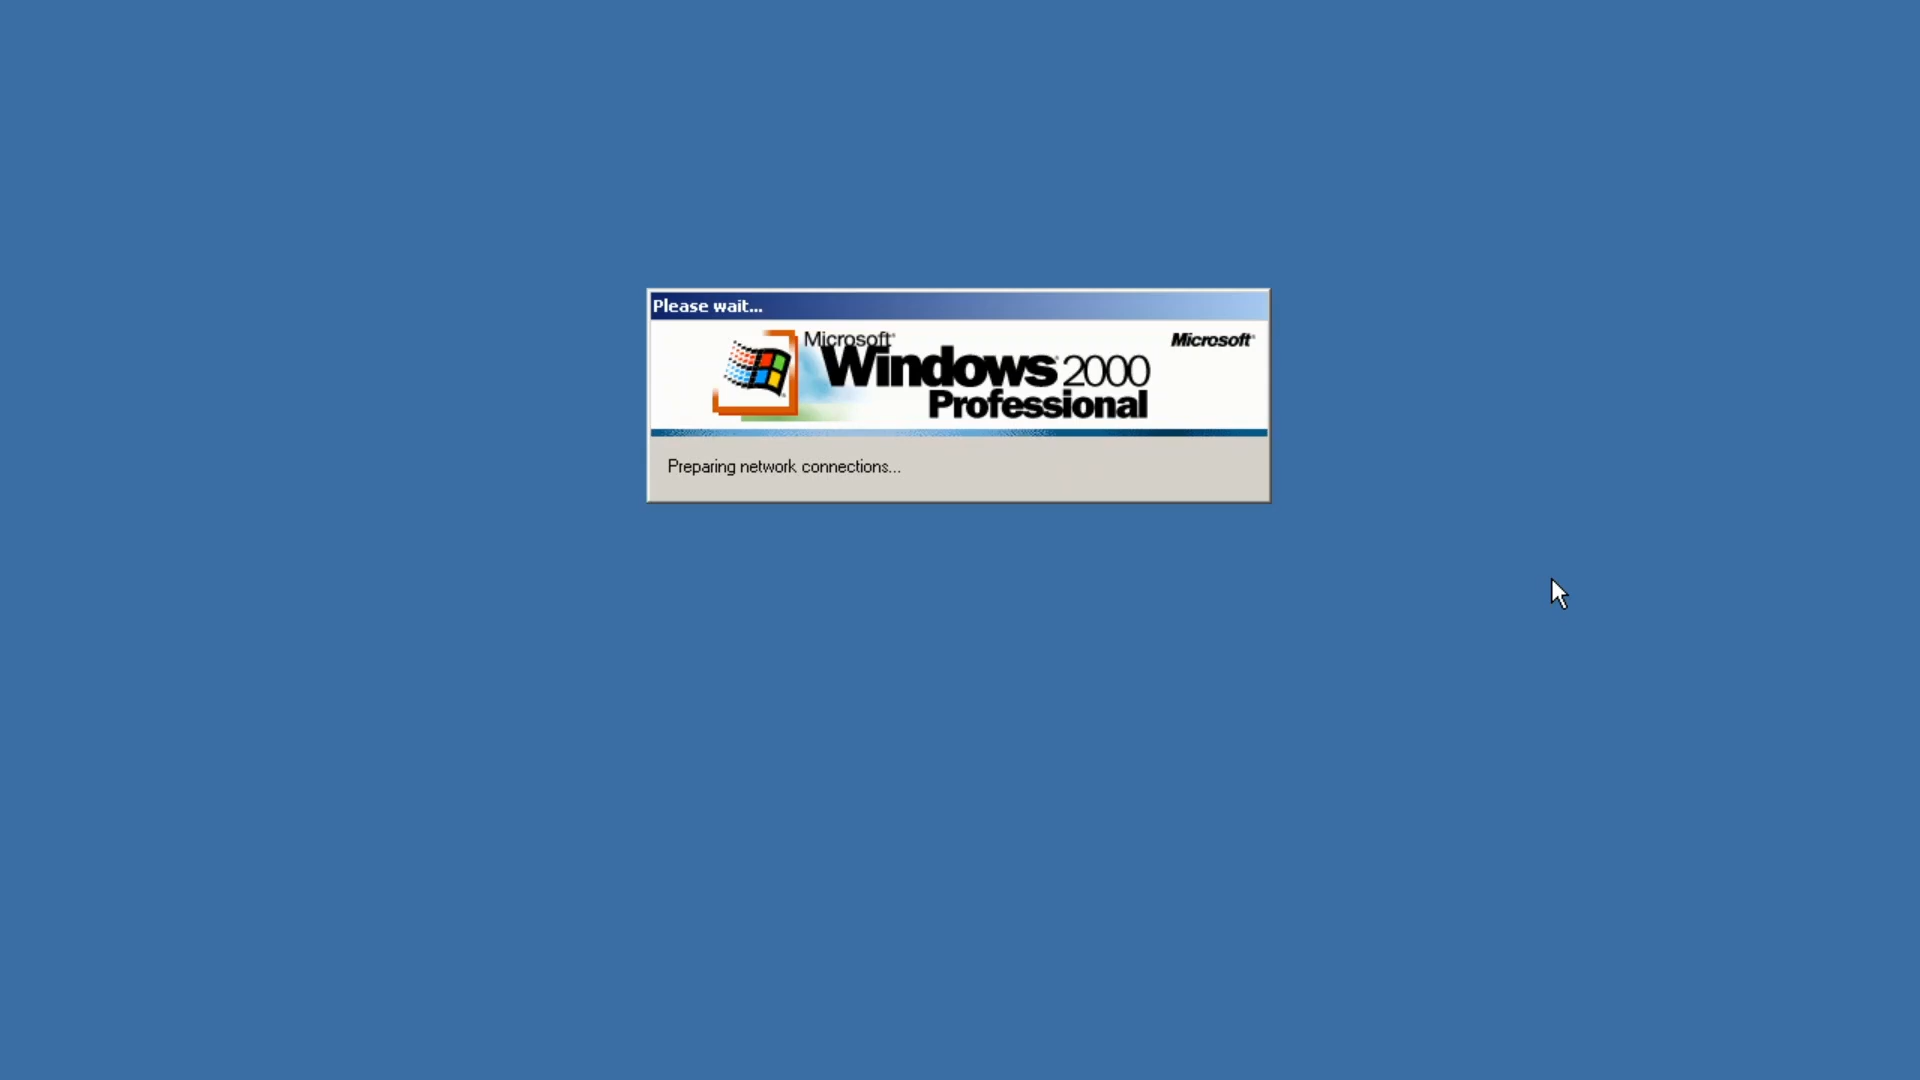 Please wait...
Microsoft®
Microsoft®
Windows 2000
Professional
Preparing network connections...